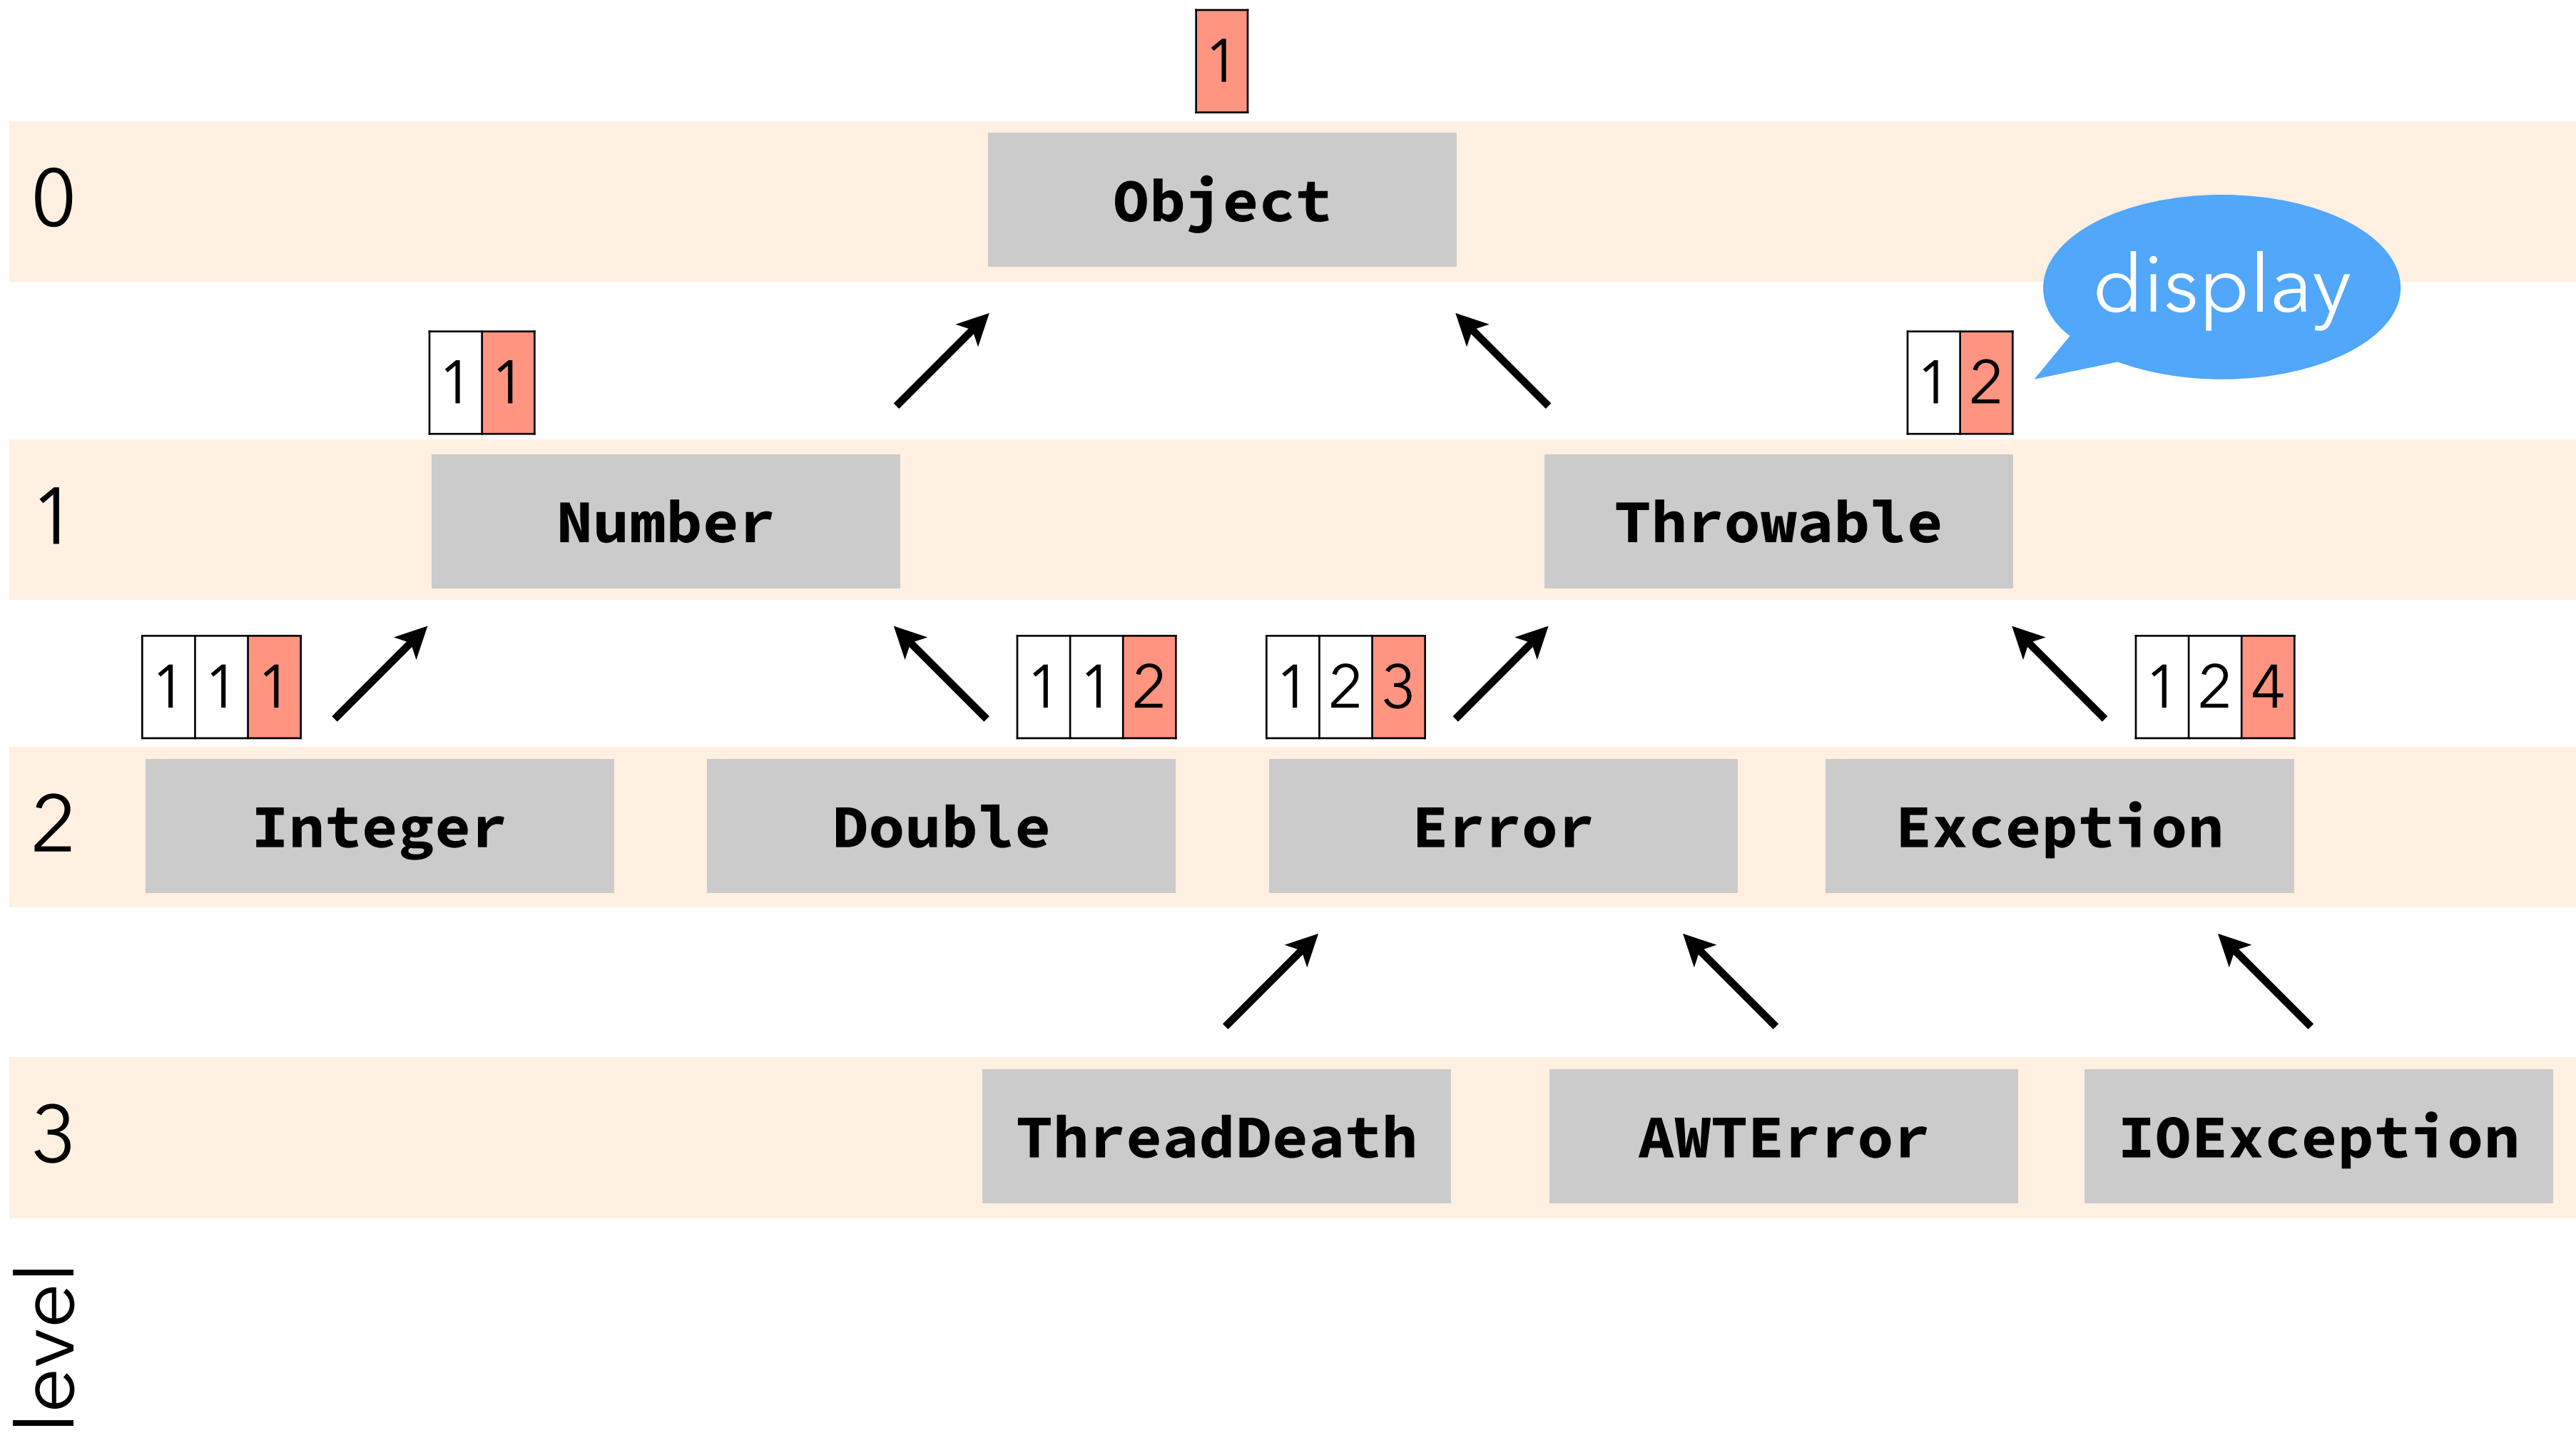 1
0
Object
display
1 1
1 2
1
Number
Throwable
1 1 1
1 1 2
1 2 3
1 2 4
2
Integer
Double
Error
Exception
3
ThreadDeath
AWTError
IOException
level